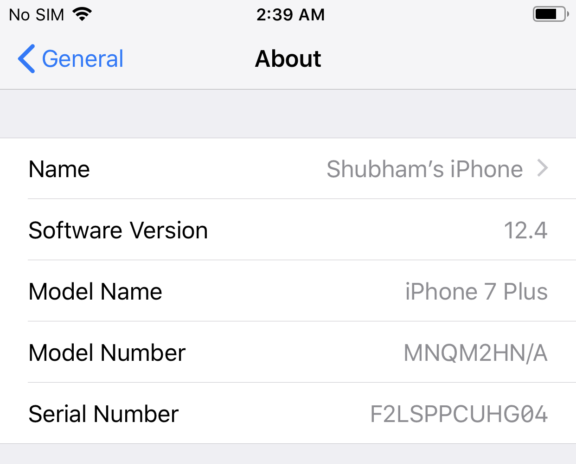 No SIM 2:39 AM
General About
Name Shubham’s iPhone
Software Version 12.4
Model Name iPhone 7 Plus
Model Number MNQM2HN/A
Serial Number F2LSPPCUHG04